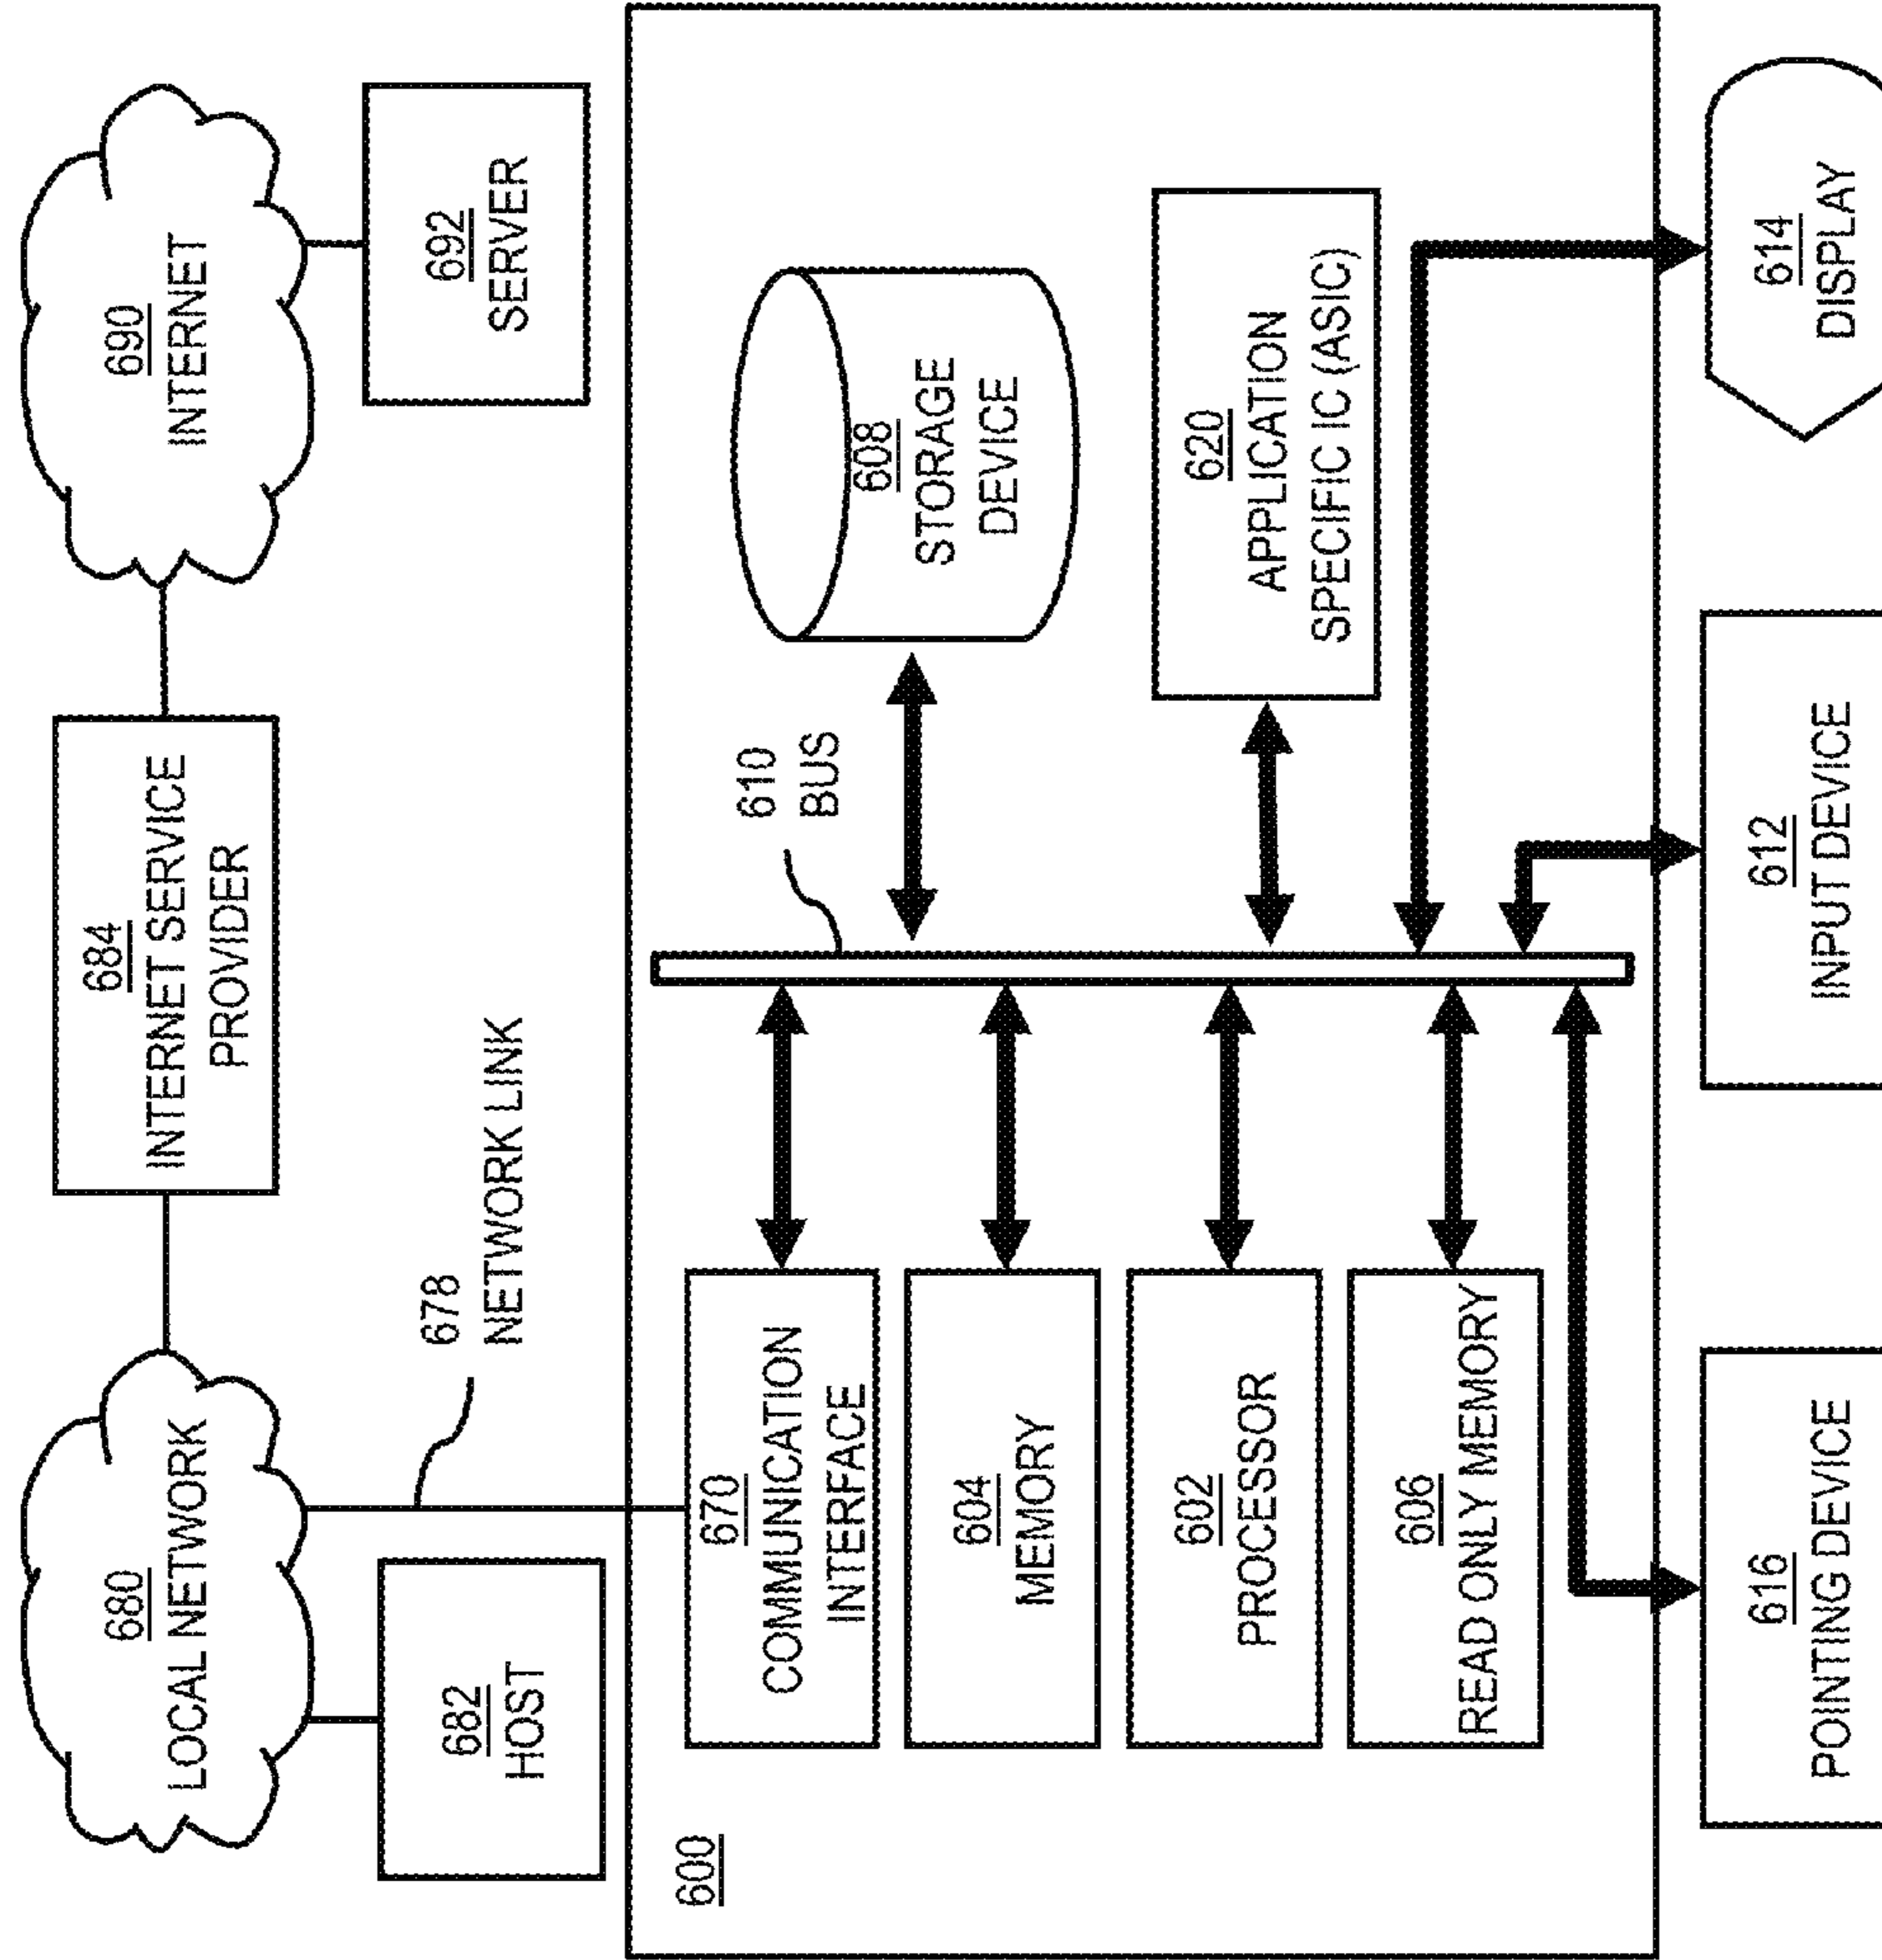 680
LOCAL NETWORK
684
INTERNET SERVICE
PROVIDER
690
INTERNET
682
HOST
678
NETWORK LINK
692
SERVER
600
670
COMMUNICATION
INTERFACE
610
BUS
608
STORAGE
DEVICE
604
MEMORY
602
PROCESSOR
620
APPLICATION
SPECIFIC IC (ASIC)
606
READ ONLY MEMORY
616
POINTING DEVICE
612
INPUT DEVICE
614
DISPLAY